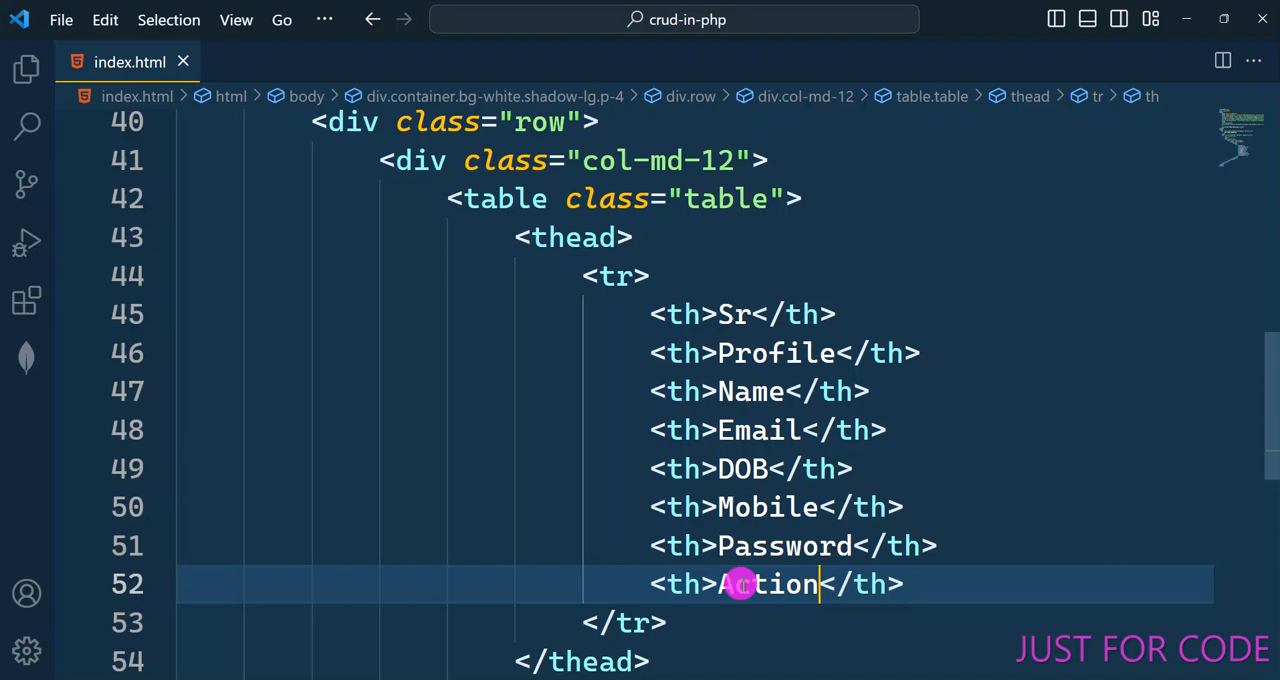 File Edit Selection View Go ··· ← → crud-in-php
index.html ×
index.html > html > body > div.container.bg-white.shadow-lg.p-4 > div.row > div.col-md-12 > table.table > thead > tr > th
40 <div class="row">
41 <div class="col-md-12">
42 <table class="table">
43 <thead>
44 <tr>
45 <th>Sr</th>
46 <th>Profile</th>
47 <th>Name</th>
48 <th>Email</th>
49 <th>DOB</th>
50 <th>Mobile</th>
51 <th>Password</th>
52 <th>Action</th>
53 </tr>
54 </thead>
JUST FOR CODE